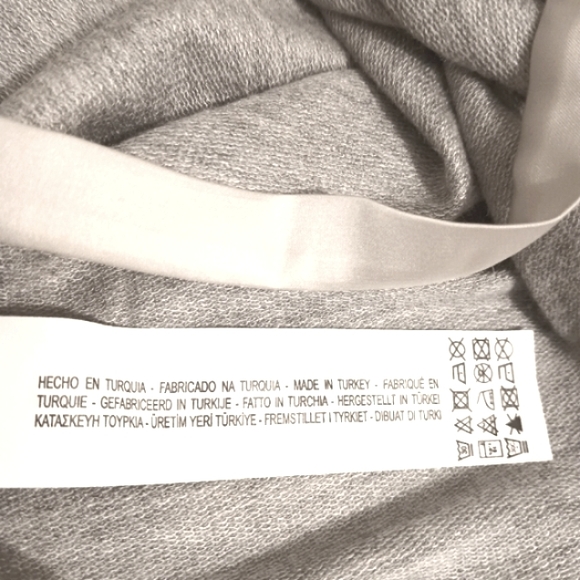 HECHO EN TURQUIA - FABRICADO NA TURQUIA - MADE IN TURKEY - FABRIQUÉ EN
TURQUIE - GEFABRICEERD IN TURKIJE - FATTO IN TURCHIA - HERGESTELLT IN TÜRKEI
ΚΑΤΑΣΚΕΥΗ ΤΟΥΡΚΙΑ - ÜRETİM YERİ TÜRKİYE - FREMSTILLET I TYRKIET - DIBUAT DI TURKI